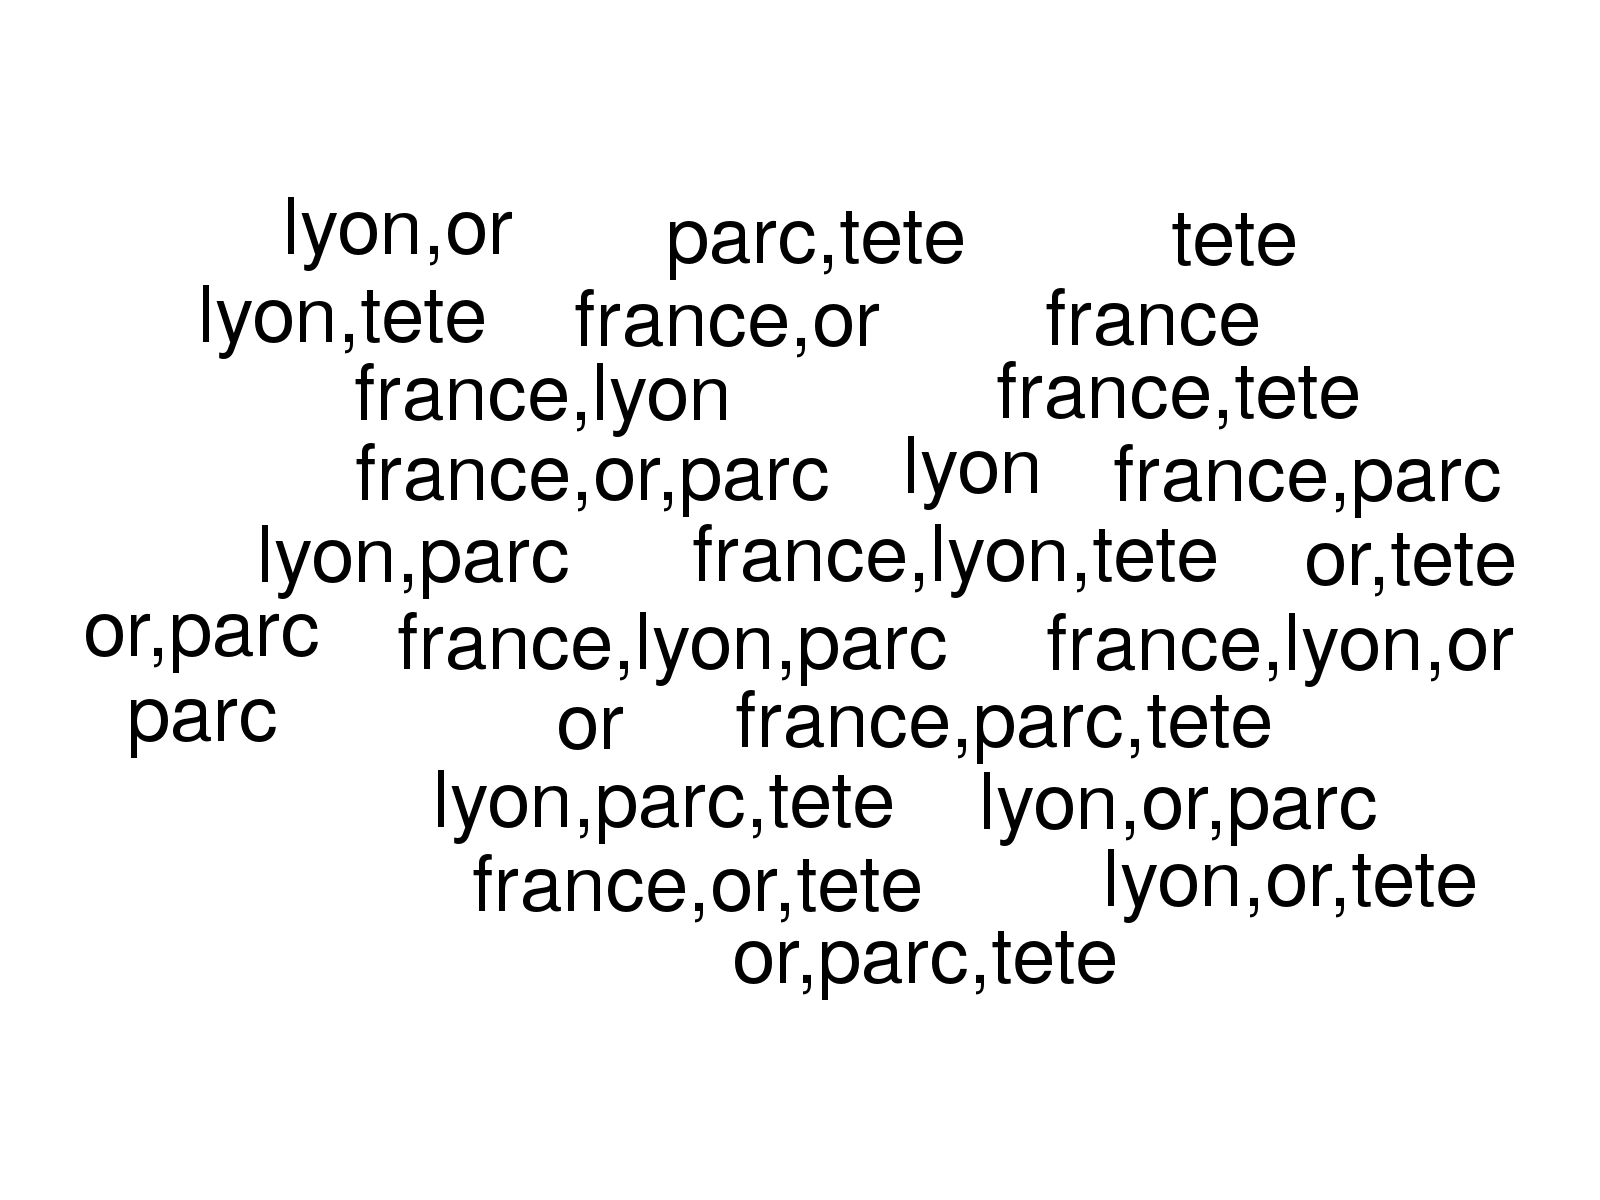 lyon,or parc,tete tete
lyon,tete france,or france
france,lyon france,tete
france,or,parc lyon france,parc
lyon,parc france,lyon,tete or,tete
or,parc france,lyon,parc france,lyon,or
parc or france,parc,tete
lyon,parc,tete lyon,or,parc
france,or,tete lyon,or,tete
or,parc,tete